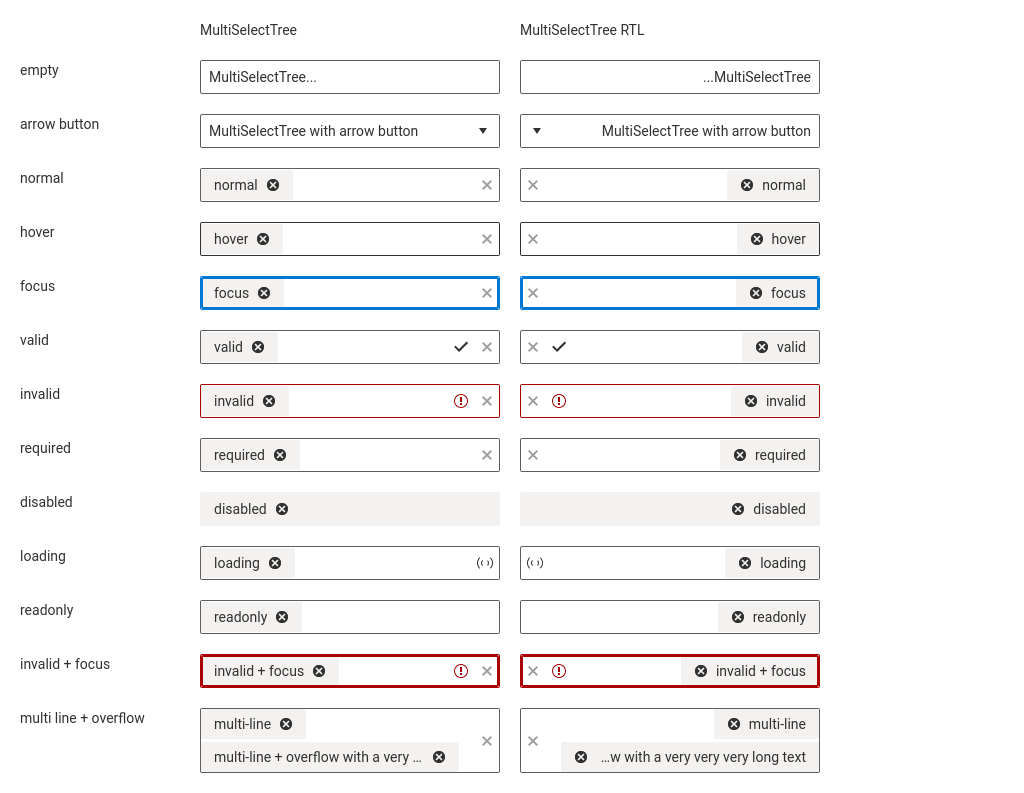 MultiSelectTree MultiSelectTree RTL
empty MultiSelectTree... ...MultiSelectTree
arrow button MultiSelectTree with arrow button MultiSelectTree with arrow button
normal normal normal
hover hover hover
focus focus focus
valid valid valid
invalid invalid invalid
required required required
disabled disabled disabled
loading loading loading
readonly readonly readonly
invalid + focus invalid + focus invalid + focus
multi line + overflow multi-line multi-line
multi-line + overflow with a very ... ...w with a very very very long text